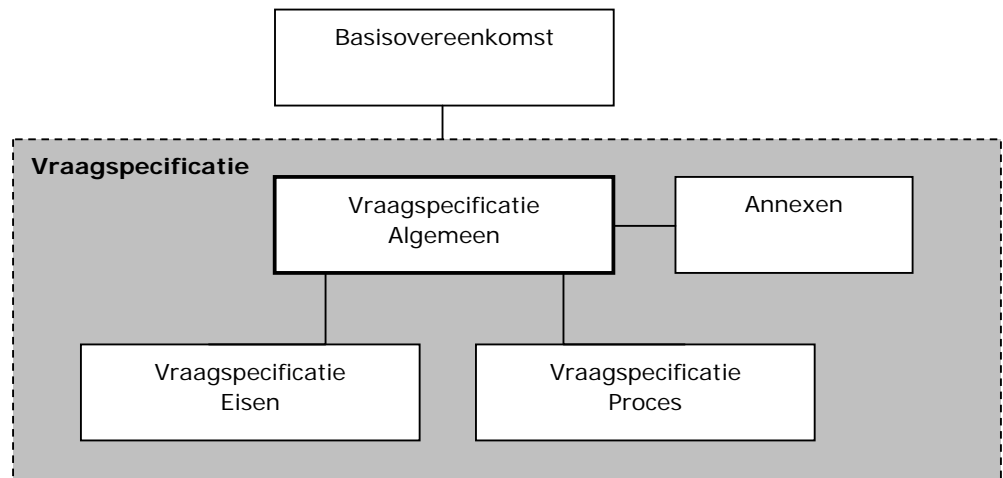 Basisovereenkomst
Vraagspecificatie
Vraagspecificatie
Algemeen
Annexen
Vraagspecificatie
Eisen
Vraagspecificatie
Proces